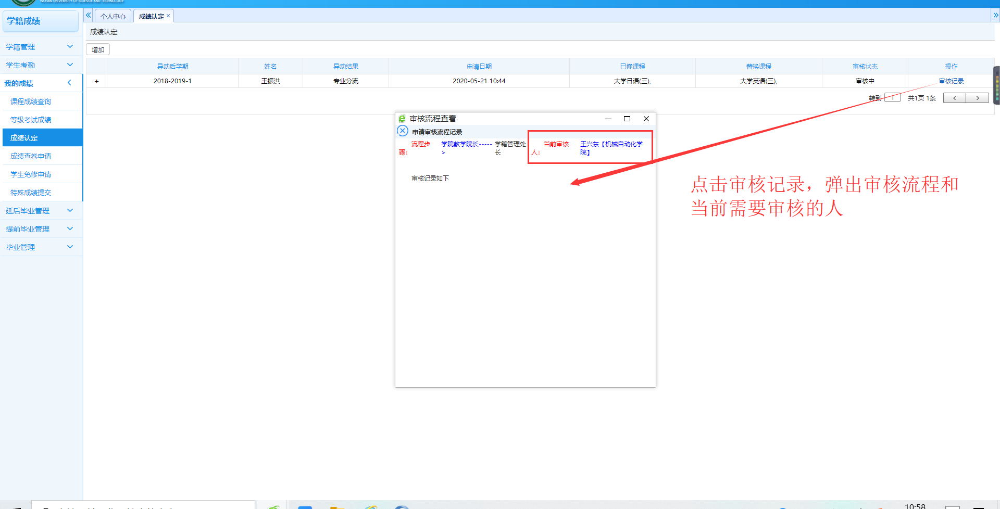 WUHAN UNIVERSITY OF SCIENCE AND TECHNOLOGY
学籍成绩
个人中心
成绩认定 ×
成绩认定
增加
学籍管理
学生考勤
我的成绩
课程成绩查询
等级考试成绩
成绩认定
成绩查卷申请
学生免修申请
特殊成绩提交
延后毕业管理
提前毕业管理
毕业管理
异动后学期 姓名 异动结果 申请日期 已修课程 替换课程 审核状态 操作
+ 2018-2019-1 王振洪 专业分流 2020-05-21 10:44 大学日语(三), 大学英语(三), 审核中 审核记录
转到 1 共1页 1条 < >
审核流程查看
申请审核流程记录
流程步骤:
学院教学院长----->
学籍管理处长
当前审核人:
王兴东【机械自动化学院】
审核记录如下
点击审核记录，弹出审核流程和
当前需要审核的人
10:58